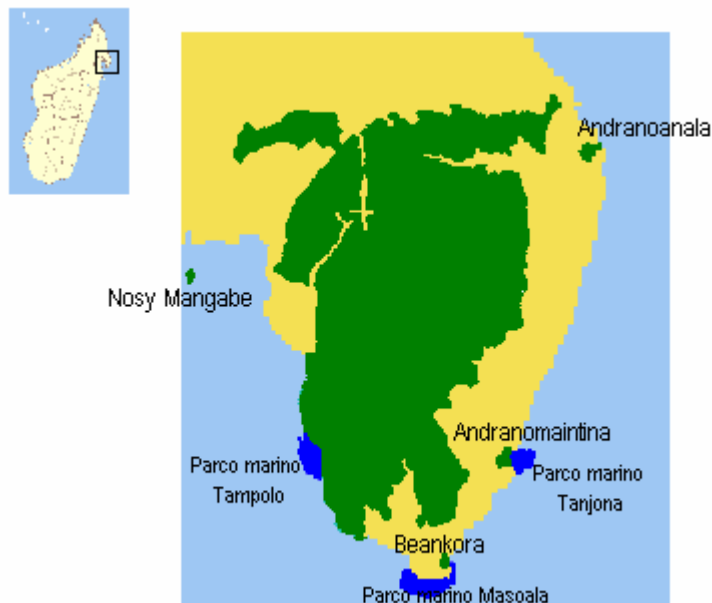 Andranoanala
Nosy Mangabe
Andranomaintina
Parco marino
Tampolo
Parco marino
Tanjona
Beankora
Parco marino Masoala